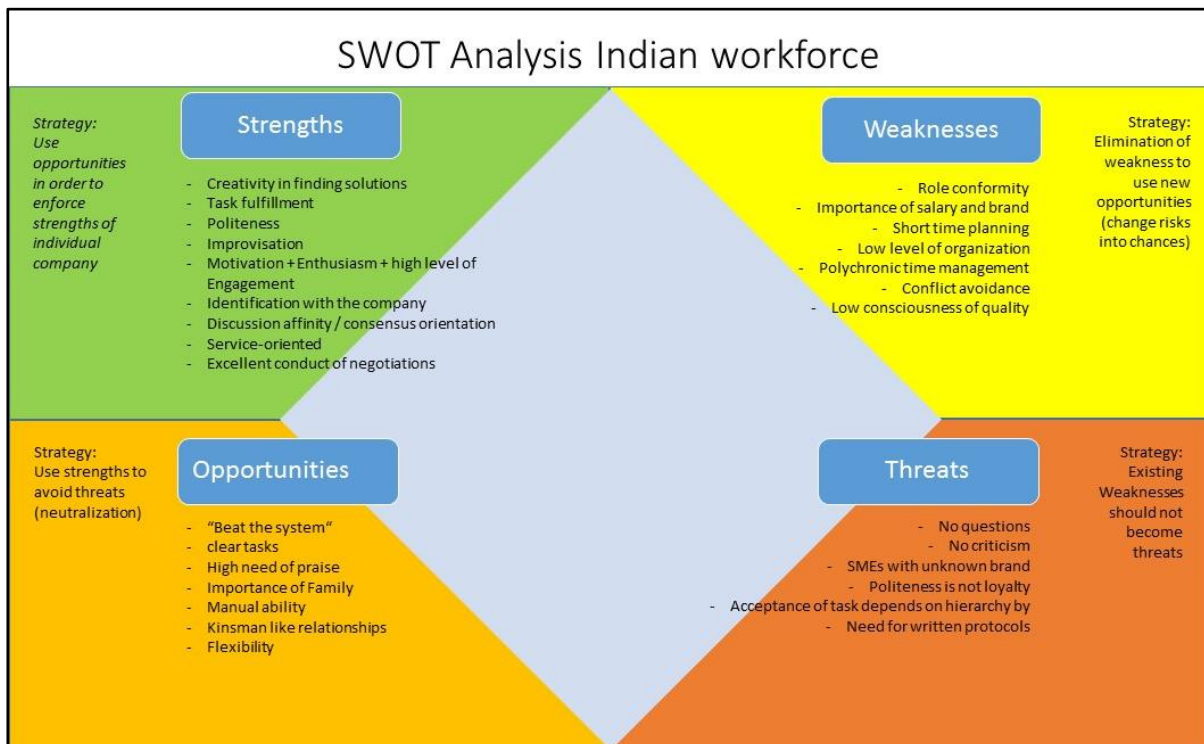 SWOT Analysis Indian workforce
Strategy:
Use
opportunities
in order to
enforce
strengths of
individual
company
Strengths
- Creativity in finding solutions
- Task fulfillment
- Politeness
- Improvisation
- Motivation + Enthusiasm + high level of
Engagement
- Identification with the company
- Discussion affinity / consensus orientation
- Service-oriented
- Excellent conduct of negotiations
Weaknesses
- Role conformity
- Importance of salary and brand
- Short time planning
- Low level of organization
- Polychronic time management
- Conflict avoidance
- Low consciousness of quality
Strategy:
Elimination of
weakness to
use new
opportunities
(change risks
into chances)
Strategy:
Use strengths to
avoid threats
(neutralization)
Opportunities
- "Beat the system"
- clear tasks
- High need of praise
- Importance of Family
- Manual ability
- Kinsman like relationships
- Flexibility
Threats
- No questions
- No criticism
- SMEs with unknown brand
- Politeness is not loyalty
- Acceptance of task depends on hierarchy by
- Need for written protocols
Strategy:
Existing
Weaknesses
should not
become
threats